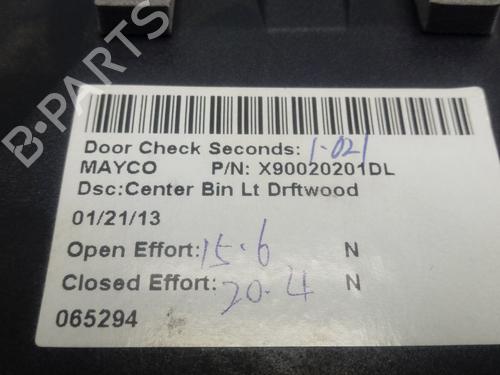 B-PARTS
Door Check Seconds: 1.021
MAYCO P/N: X90020201DL
Dsc:Center Bin Lt Drftwood
01/21/13
Open Effort: 15.6 N
Closed Effort: 20.4 N
065294